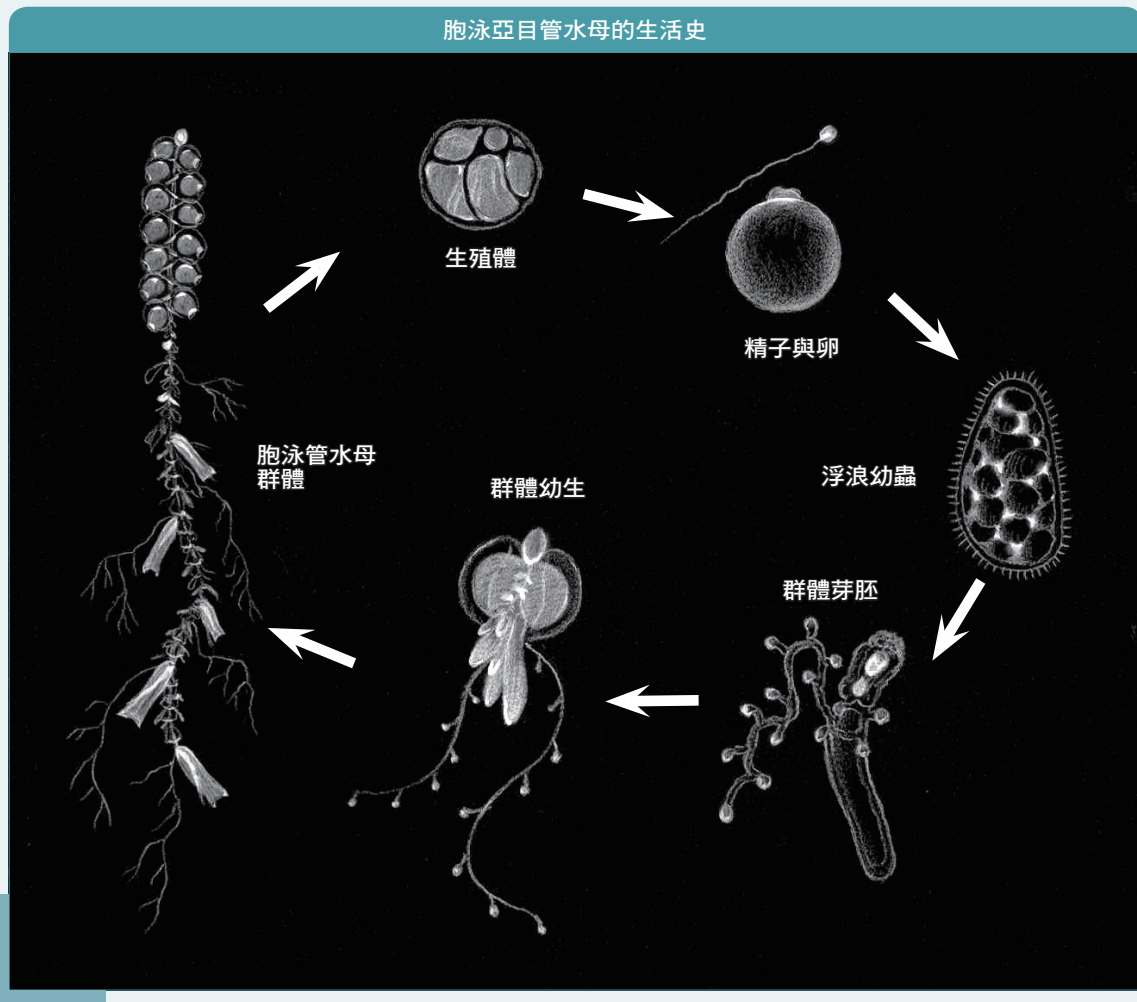 胞泳亞目管水母的生活史
生殖體
精子與卵
胞泳管水母
群體
群體幼生
浮浪幼蟲
群體芽胚